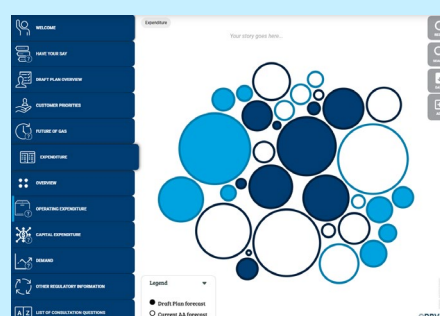 WELCOME
HAVE YOUR SAY
DRAFT PLAN OVERVIEW
CUSTOMER PRIORITIES
FUTURE OF GAS
EXPENDITURE
OVERVIEW
OPERATING EXPENDITURE
CAPITAL EXPENDITURE
DEMAND
OTHER REGULATORY INFORMATION
A Z LIST OF CONSULTATION QUESTIONS
Expenditure
Your story goes here...
Legend
Draft Plan forecast
Current AA forecast